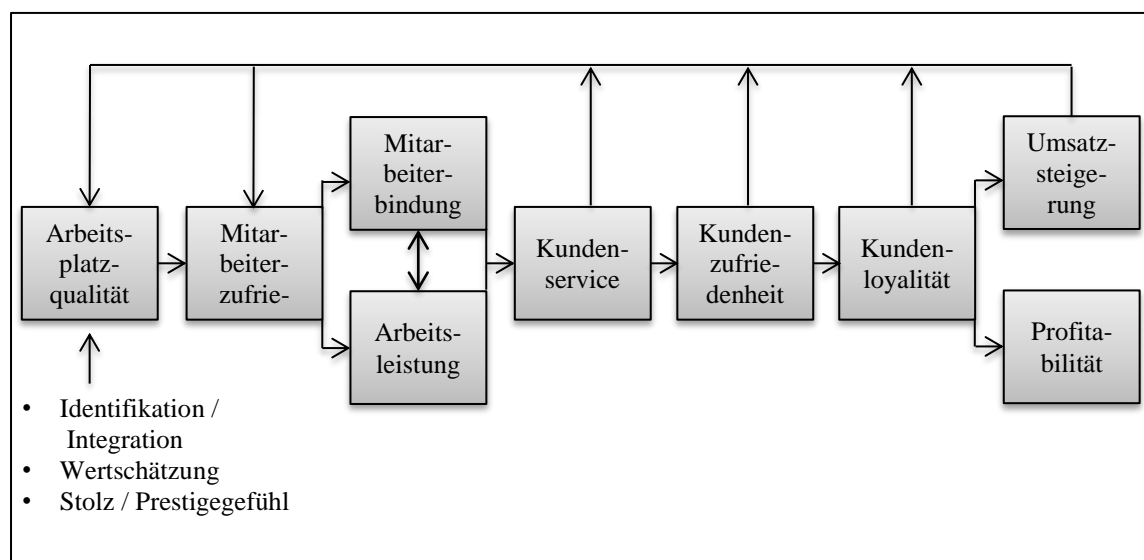 Arbeits-
platz-
qualität
Mitar-
beiter-
zufrie-
Mitar-
beiter-
bindung
Arbeits-
leistung
Kunden-
service
Kunden-
zufrie-
denheit
Kunden-
loyalität
Umsatz-
steige-
rung
Profita-
bilität
• Identifikation /
Integration
• Wertschätzung
• Stolz / Prestigegefühl